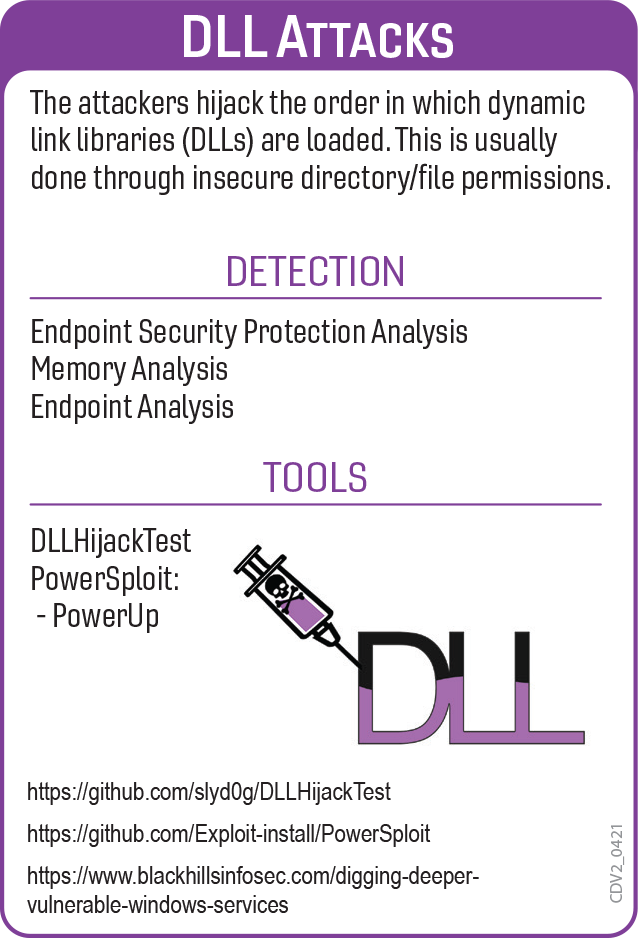 DLL ATTACKS
The attackers hijack the order in which dynamic
link libraries (DLLs) are loaded. This is usually
done through insecure directory/file permissions.
DETECTION
Endpoint Security Protection Analysis
Memory Analysis
Endpoint Analysis
TOOLS
DLLHijackTest
PowerSploit:
- PowerUp
DLL
https://github.com/slyd0g/DLLHijackTest
https://github.com/Exploit-install/PowerSploit
https://www.blackhillsinfosec.com/digging-deeper-
vulnerable-windows-services
CDV2_0421